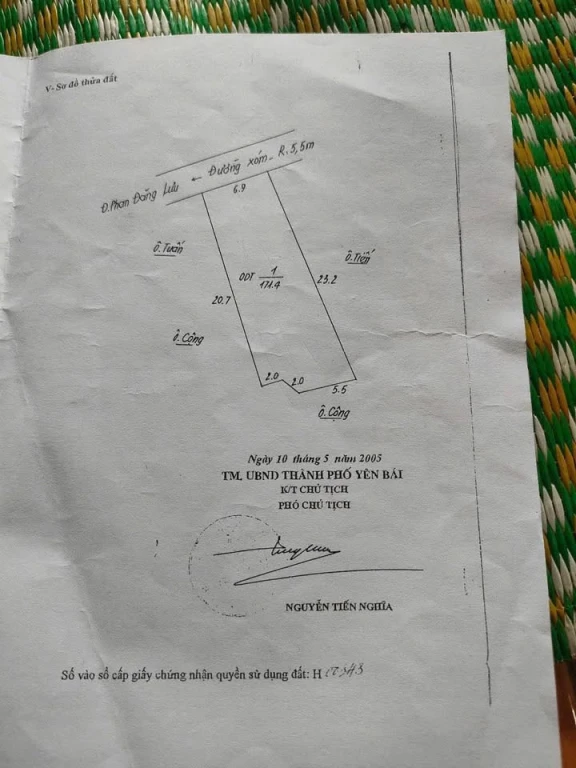 V- Sơ đồ thửa đất
Đ.Phan Đăng Lưu ← Đường xóm- R.5,5m
6.9
Ô.Tuấn
Ô.Trến
ODT 1
171.4
23.2
20.7
Ô.Cộng
2.0
2.0
5.5
Ô.Cộng
Ngày 10 tháng 5 năm 2005
TM. UBND THÀNH PHỐ YÊN BÁI
K/T CHỦ TỊCH
PHÓ CHỦ TỊCH
NGUYỄN TIẾN NGHĨA
Số vào sổ cấp giấy chứng nhận quyền sử dụng đất: H